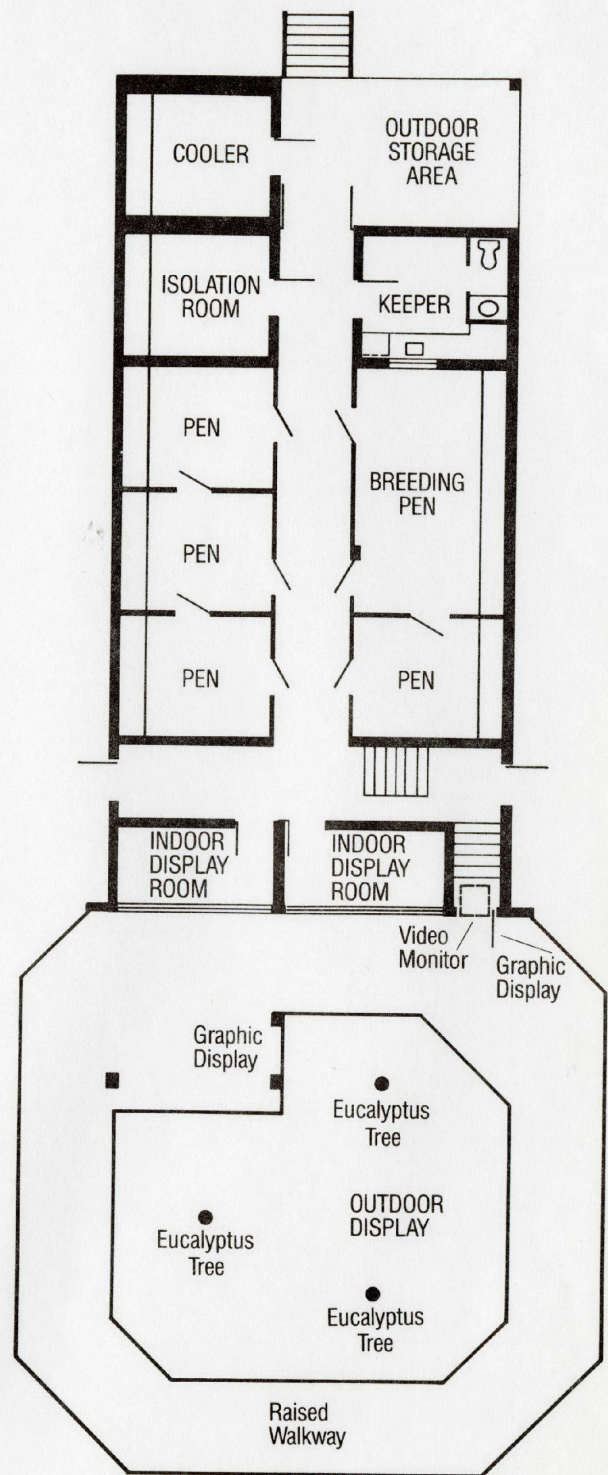 COOLER
OUTDOOR
STORAGE
AREA
ISOLATION
ROOM
KEEPER
PEN
BREEDING
PEN
PEN
PEN
PEN
INDOOR
DISPLAY
ROOM
INDOOR
DISPLAY
ROOM
Video
Monitor
Graphic
Display
Graphic
Display
Eucalyptus
Tree
OUTDOOR
DISPLAY
Eucalyptus
Tree
Eucalyptus
Tree
Raised
Walkway